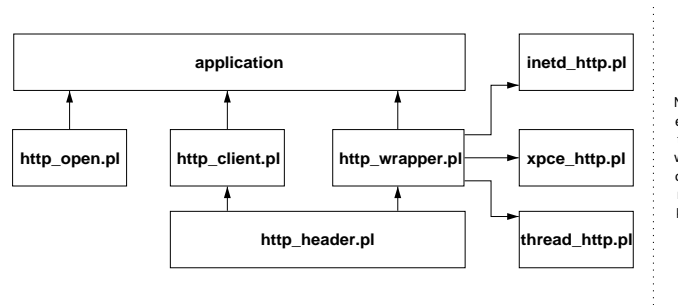 application
inetd_http.pl
http_open.pl
http_client.pl
http_wrapper.pl
xpce_http.pl
http_header.pl
thread_http.pl